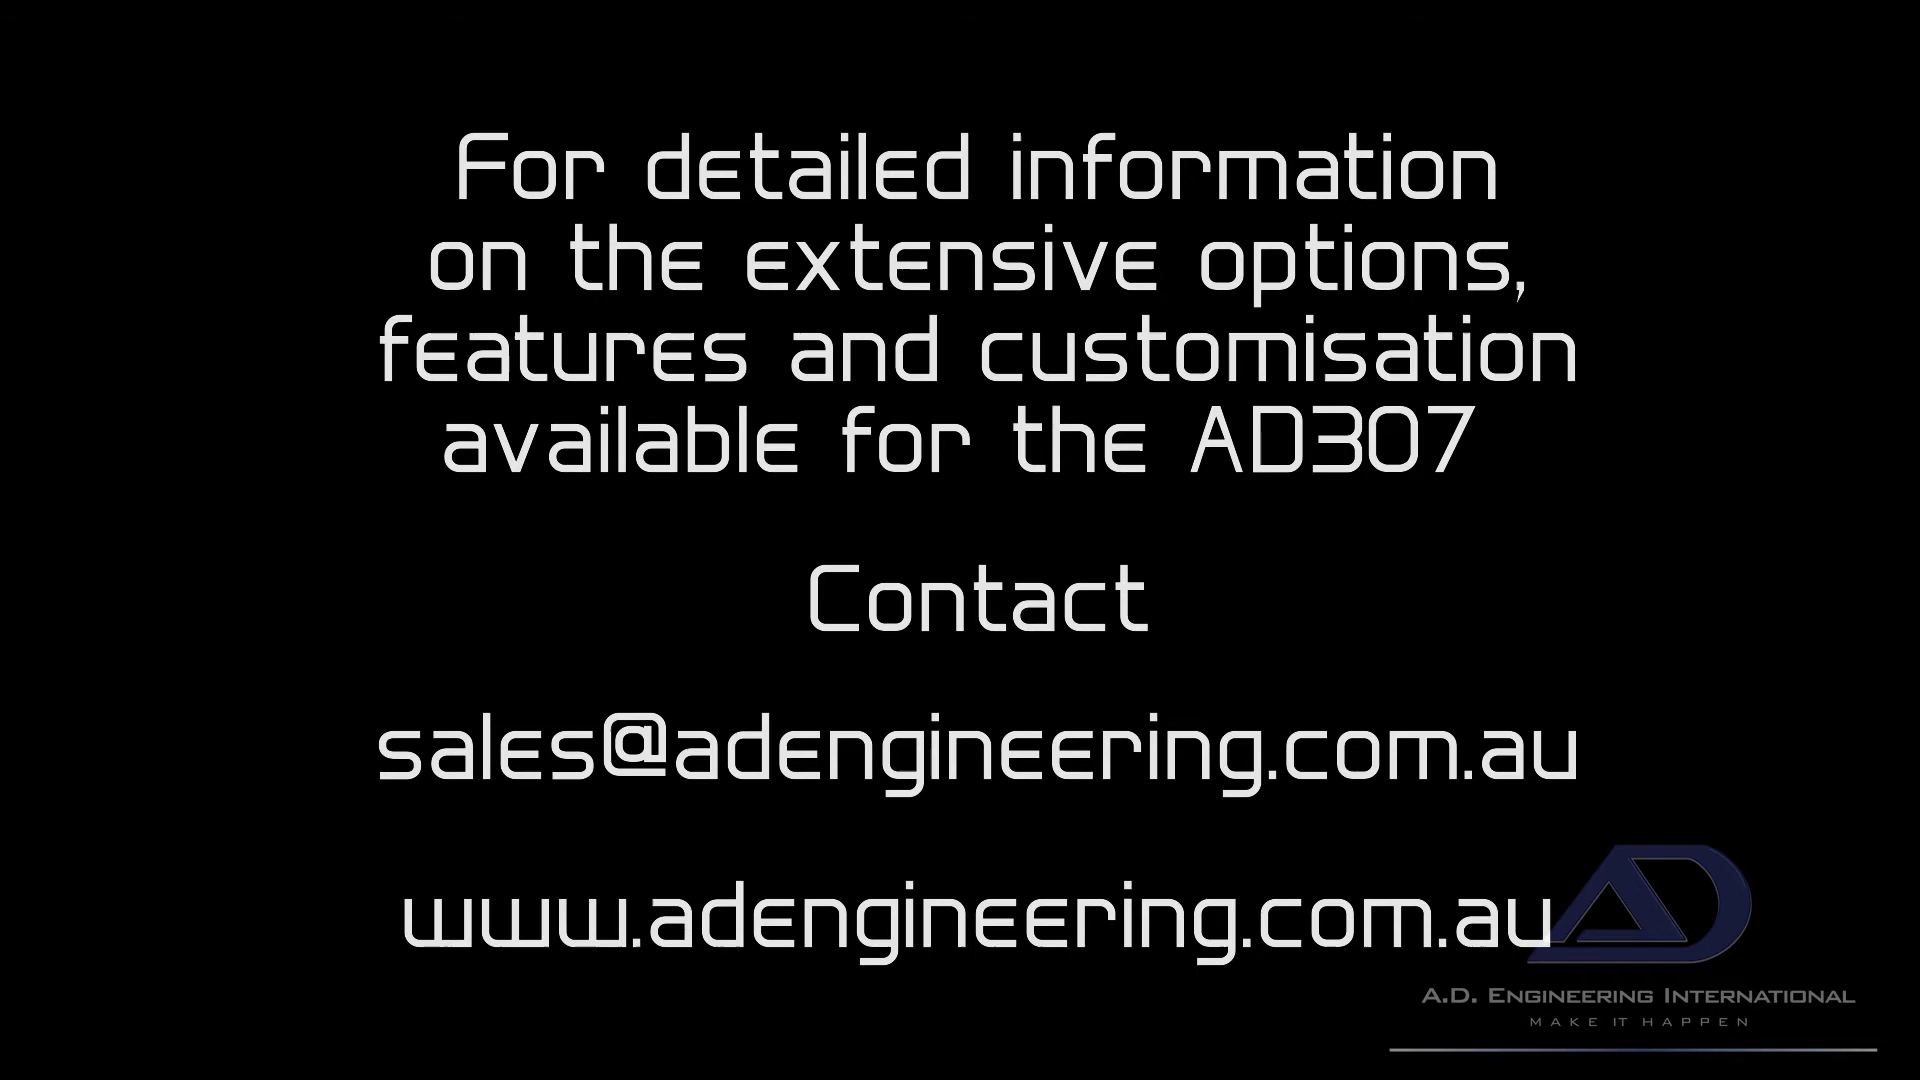 For detailed information
on the extensive options,
features and customisation
available for the AD307
Contact
sales@adengineering.com.au
www.adengineering.com.au
A.D. ENGINEERING INTERNATIONAL
MAKE IT HAPPEN